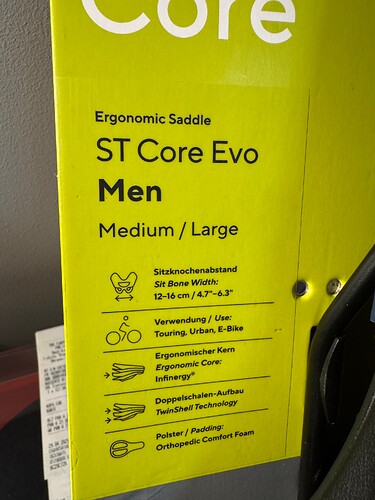 Core
Ergonomic Saddle
ST Core Evo
Men
Medium / Large
Sitzknochenabstand
Sit Bone Width:
12–16 cm / 4.7"–6.3"
Verwendung / Use:
Touring, Urban, E-Bike
Ergonomischer Kern
Ergonomic Core:
Infinergy®
Doppelschalen-Aufbau
TwinShell Technology
Polster / Padding:
Orthopedic Comfort Foam